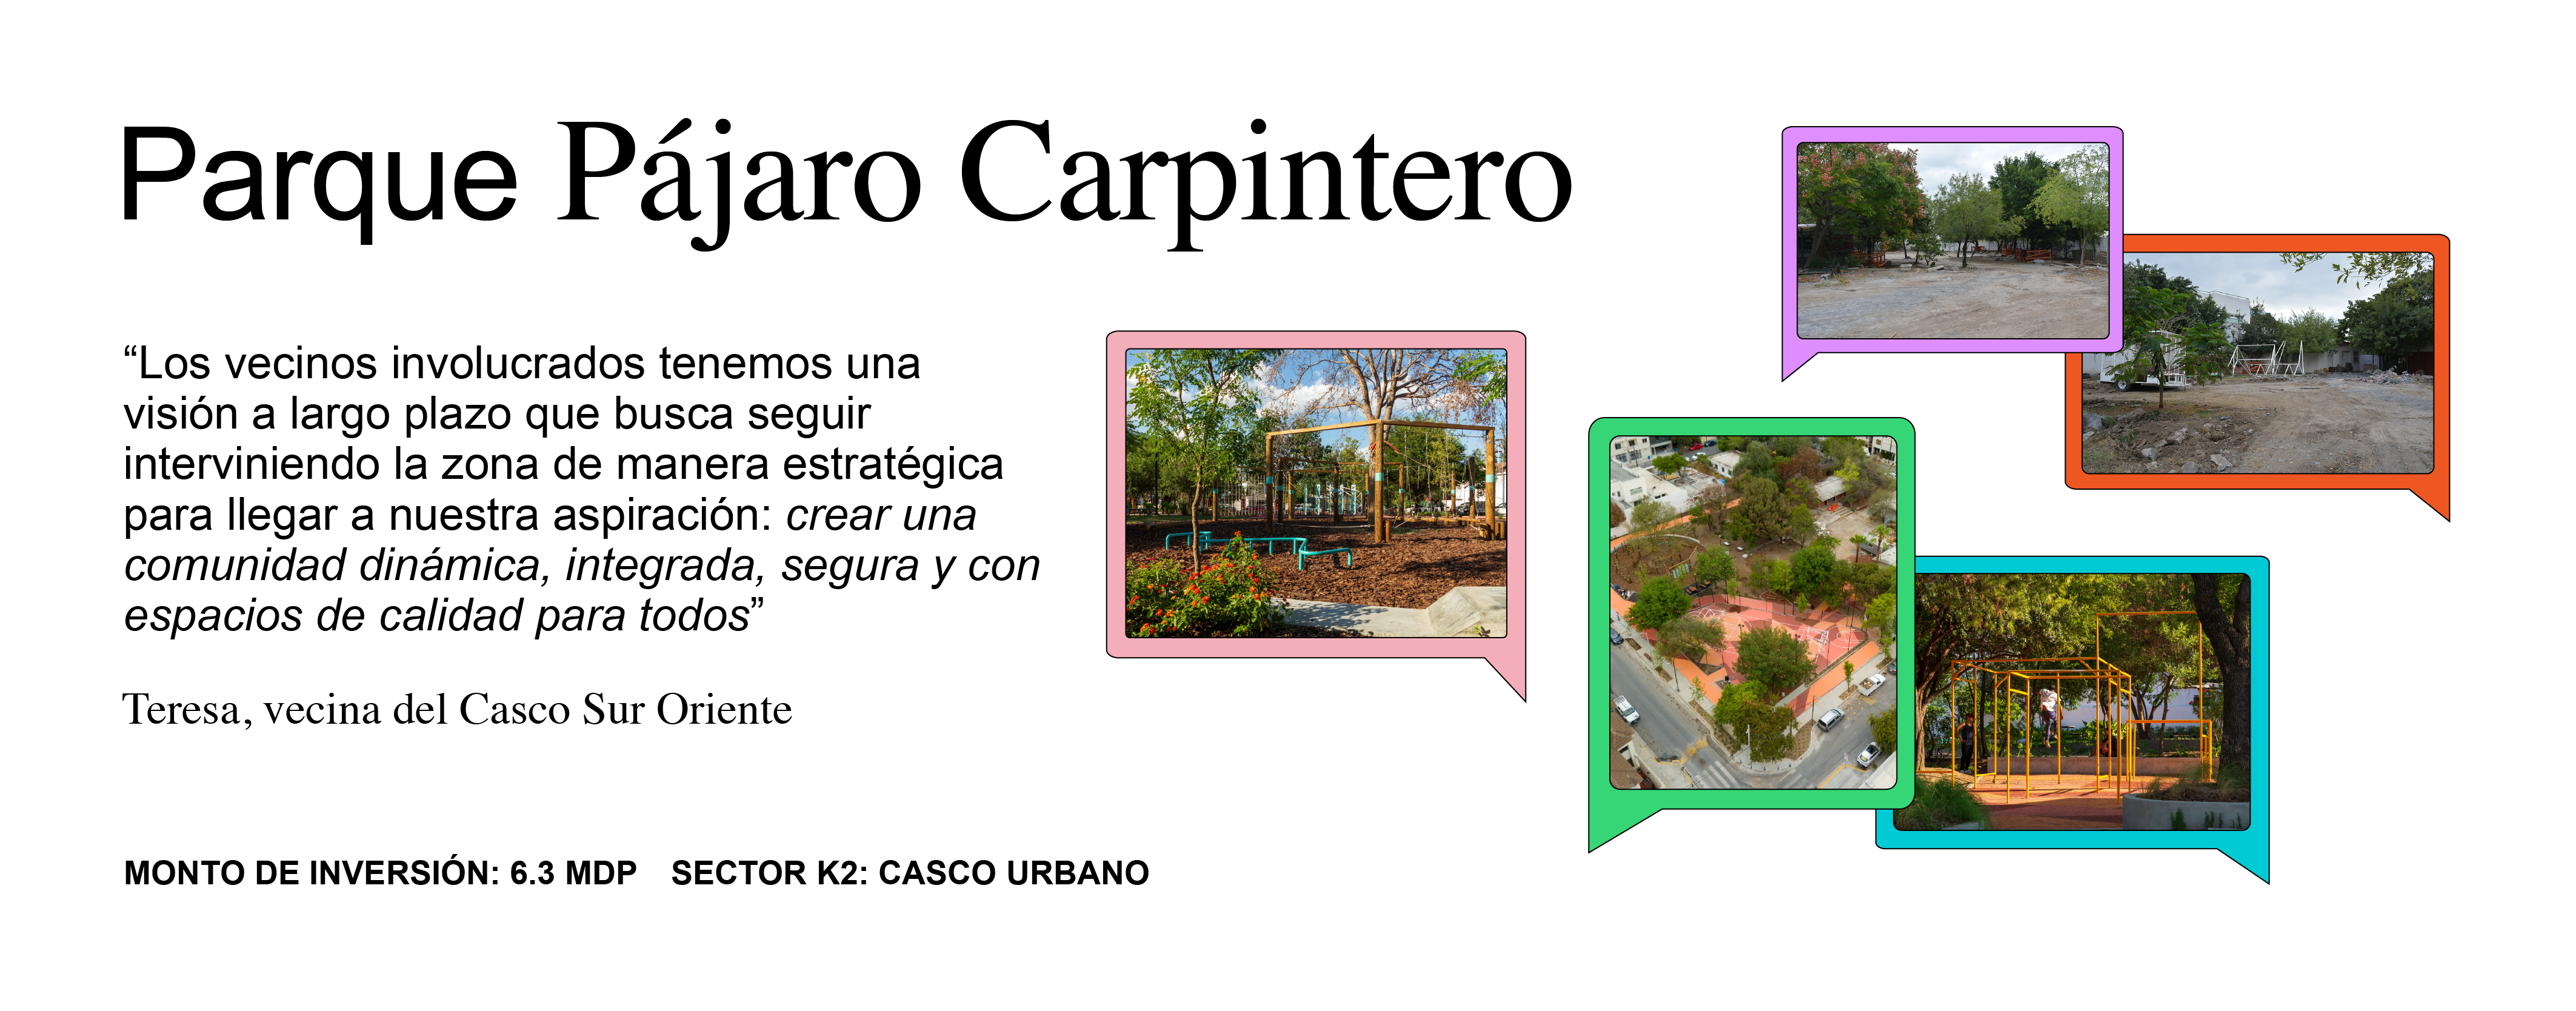 Parque Pájaro Carpintero
“Los vecinos involucrados tenemos una
visión a largo plazo que busca seguir
interviniendo la zona de manera estratégica
para llegar a nuestra aspiración: crear una
comunidad dinámica, integrada, segura y con
espacios de calidad para todos”
Teresa, vecina del Casco Sur Oriente
MONTO DE INVERSIÓN: 6.3 MDP SECTOR K2: CASCO URBANO